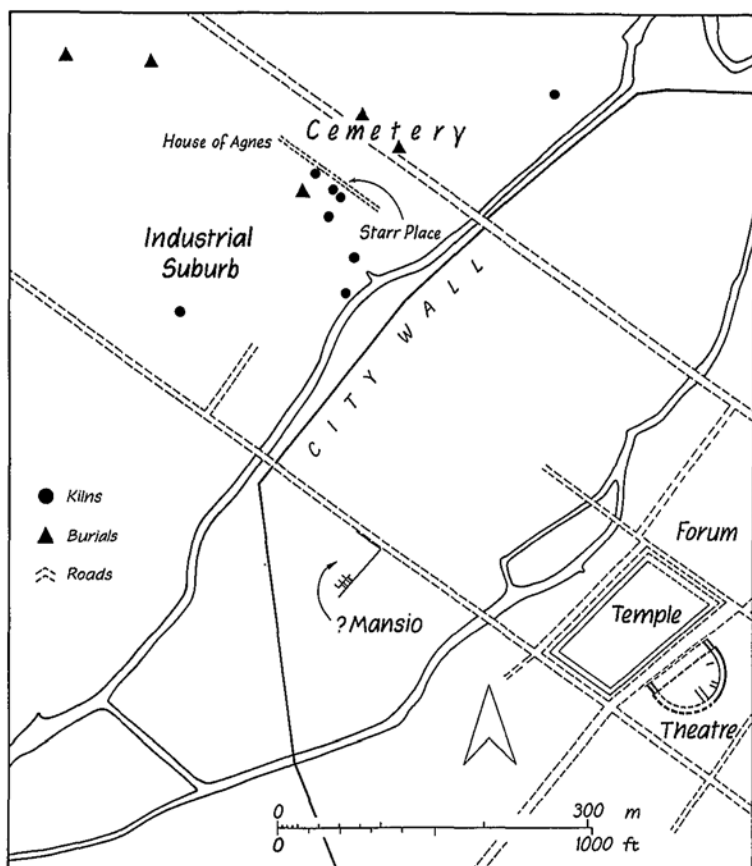 Cemetery
House of Agnes
Starr Place
Industrial
Suburb
CITY WALL
Kilns
Burials
Roads
Forum
Temple
?Mansio
Theatre
0 300 m
0 1000 ft